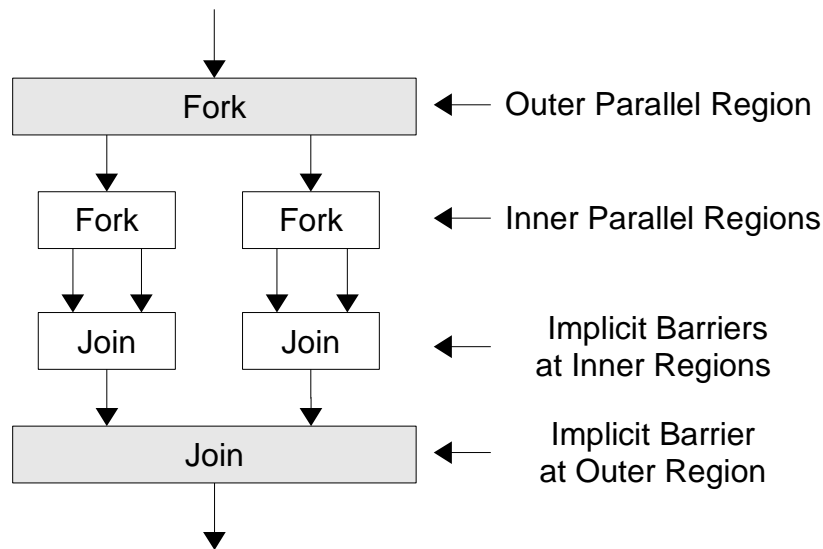 Fork
Outer Parallel Region
Fork
Fork
Inner Parallel Regions
Join
Join
Implicit Barriers
at Inner Regions
Join
Implicit Barrier
at Outer Region